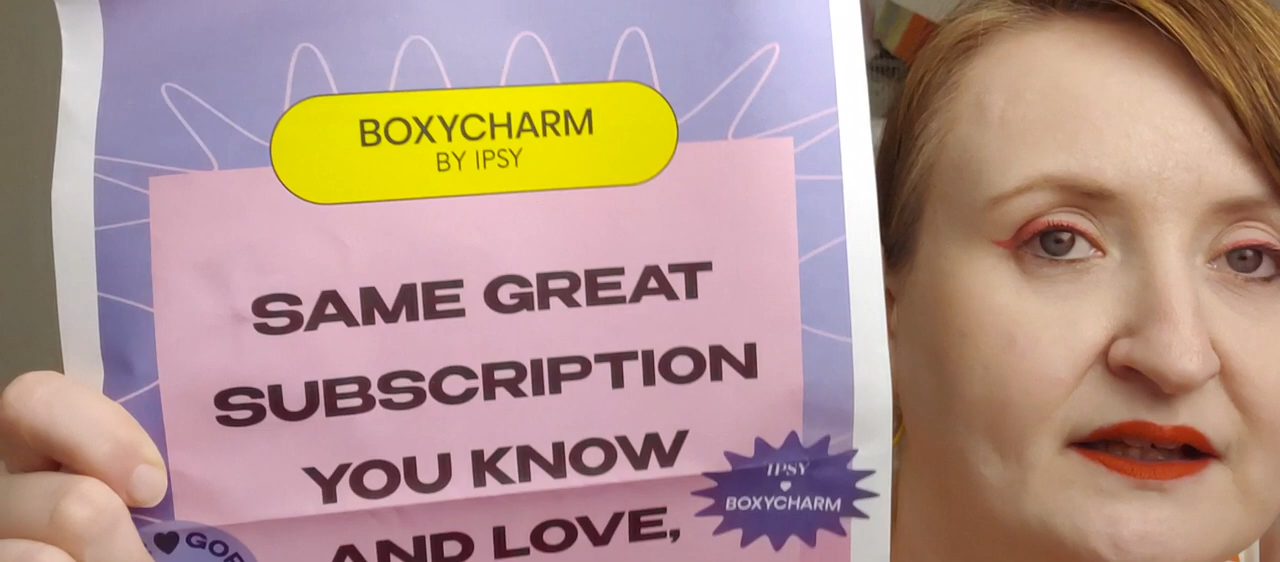 BOXYCHARM
BY IPSY
SAME GREAT
SUBSCRIPTION
YOU KNOW
AND LOVE,
IPSY
BOXYCHARM